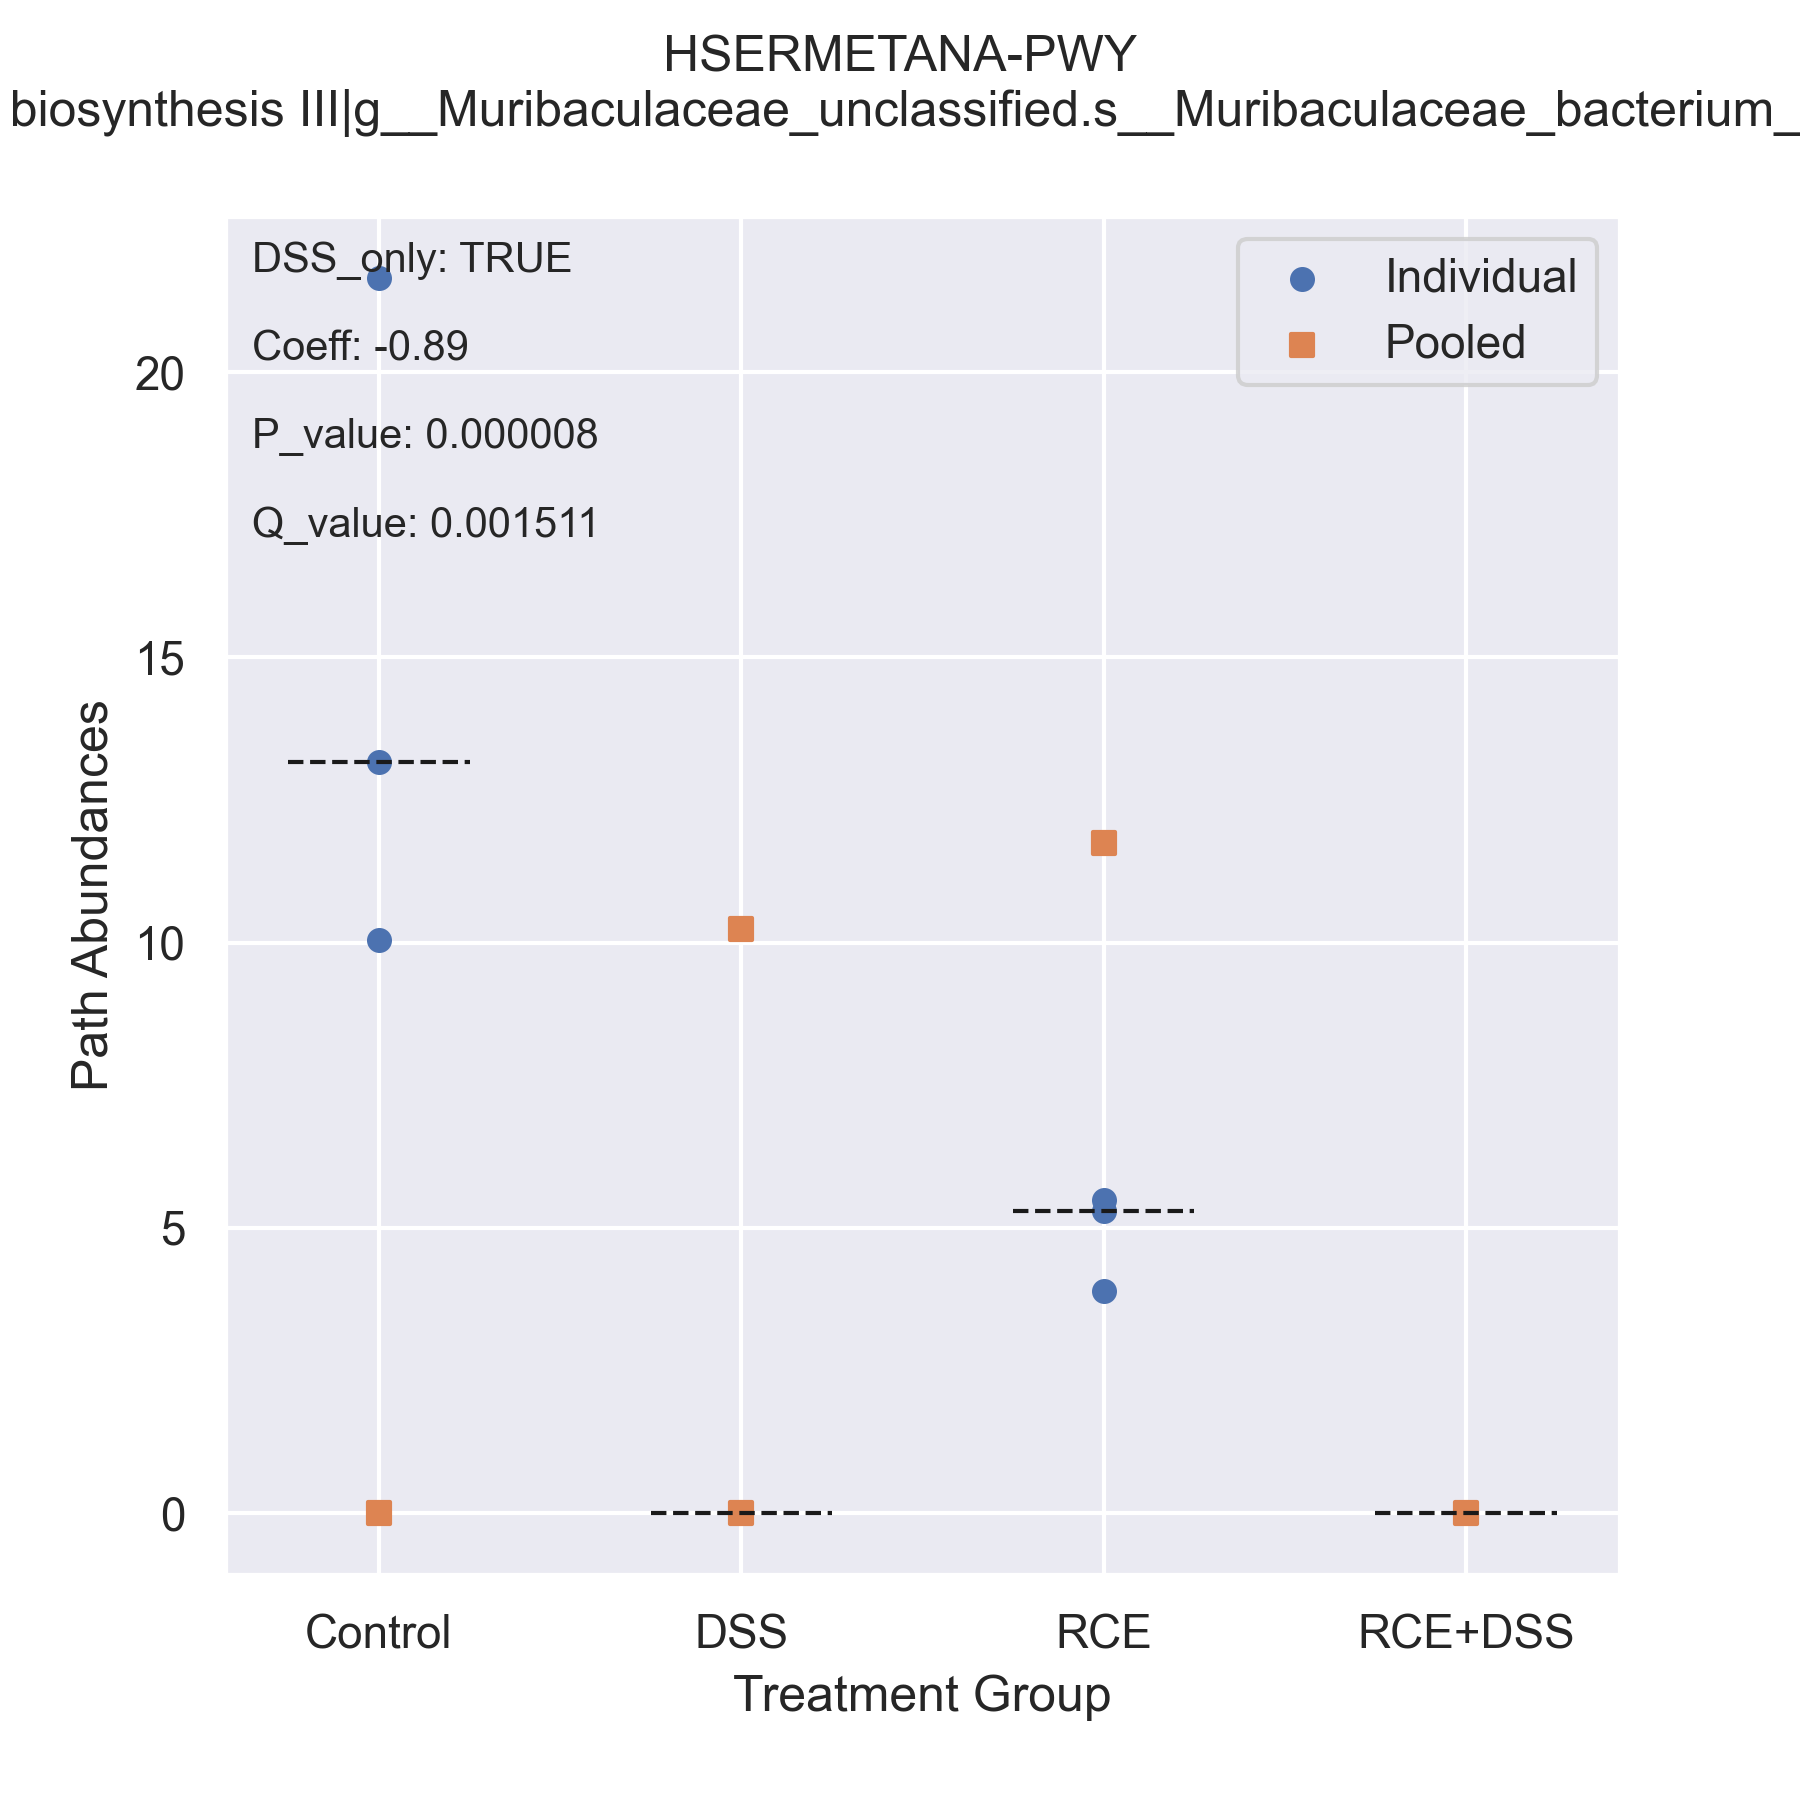 HSERMETANA-PWY
biosynthesis III|g__Muribaculaceae_unclassified.s__Muribaculaceae_bacterium_
DSS_only: TRUE
Coeff: -0.89
P_value: 0.000008
Q_value: 0.001511
Individual
Pooled
20
15
10
5
0
Path Abundances
Control
DSS
RCE
RCE+DSS
Treatment Group